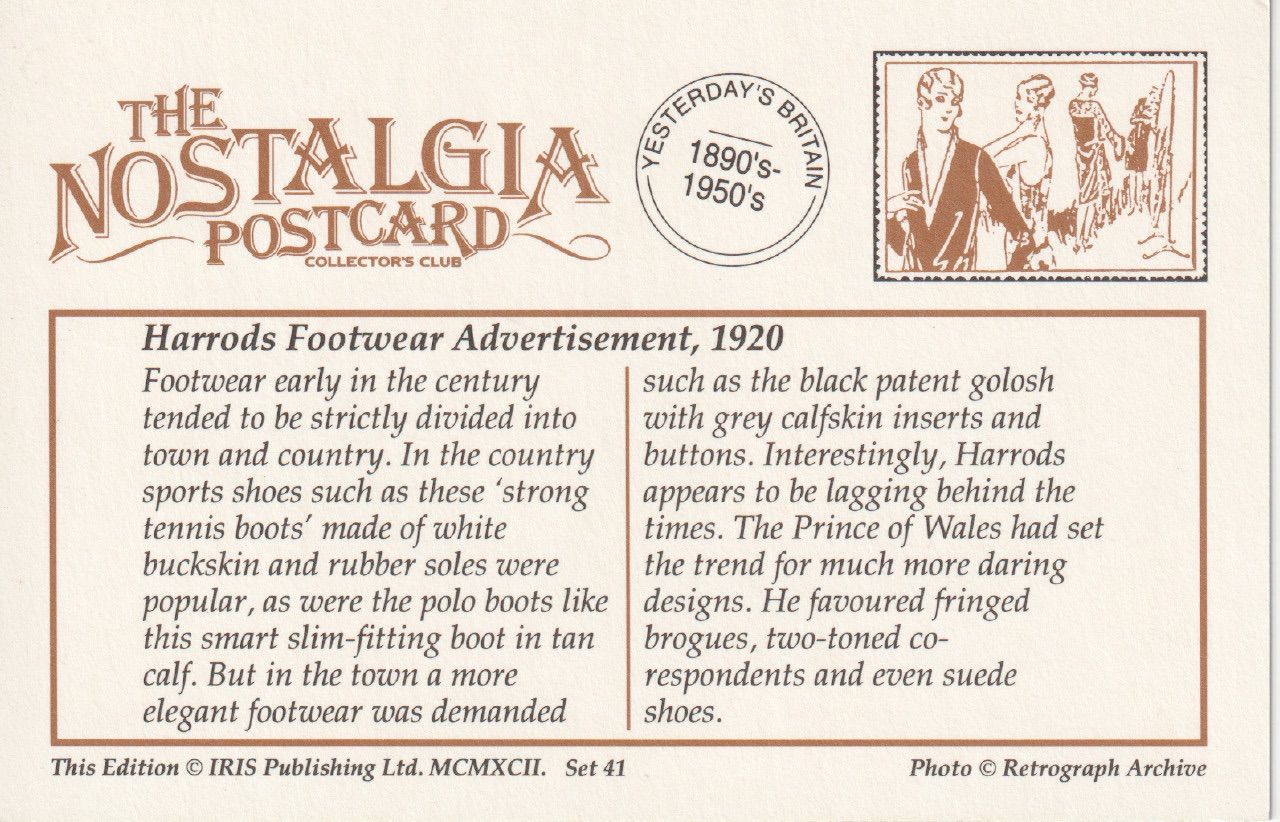 THE
NOSTALGIA
POSTCARD
COLLECTOR'S CLUB
YESTERDAY'S BRITAIN
1890's-
1950's
Harrods Footwear Advertisement, 1920
Footwear early in the century
tended to be strictly divided into
town and country. In the country
sports shoes such as these ‘strong
tennis boots’ made of white
buckskin and rubber soles were
popular, as were the polo boots like
this smart slim-fitting boot in tan
calf. But in the town a more
elegant footwear was demanded
such as the black patent golosh
with grey calfskin inserts and
buttons. Interestingly, Harrods
appears to be lagging behind the
times. The Prince of Wales had set
the trend for much more daring
designs. He favoured fringed
brogues, two-toned co-
respondents and even suede
shoes.
This Edition © IRIS Publishing Ltd. MCMXCII. Set 41
Photo © Retrograph Archive